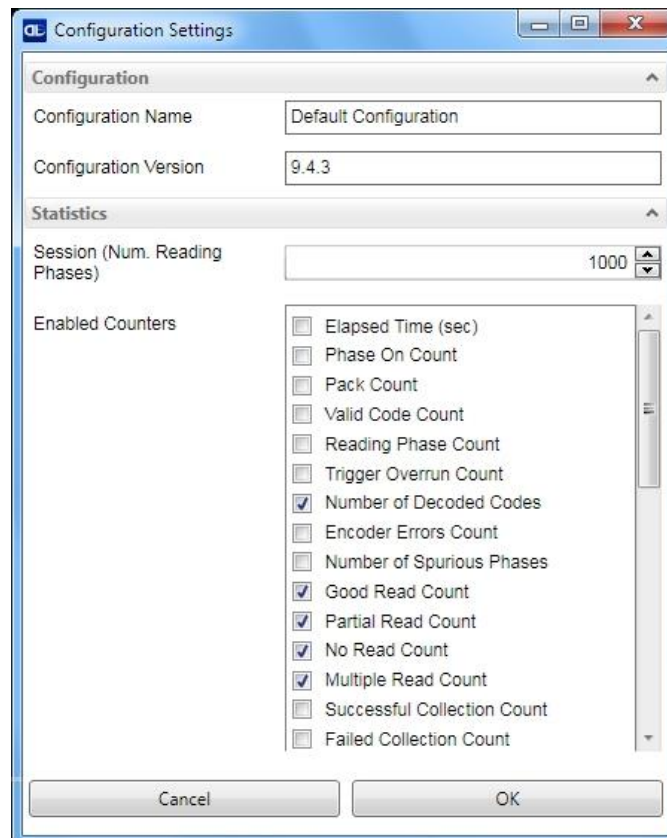 Configuration Settings
Configuration
Configuration Name
Default Configuration
Configuration Version
9.4.3
Statistics
Session (Num. Reading
Phases)
1000
Enabled Counters
Elapsed Time (sec)
Phase On Count
Pack Count
Valid Code Count
Reading Phase Count
Trigger Overrun Count
Number of Decoded Codes
Encoder Errors Count
Number of Spurious Phases
Good Read Count
Partial Read Count
No Read Count
Multiple Read Count
Successful Collection Count
Failed Collection Count
Cancel
OK